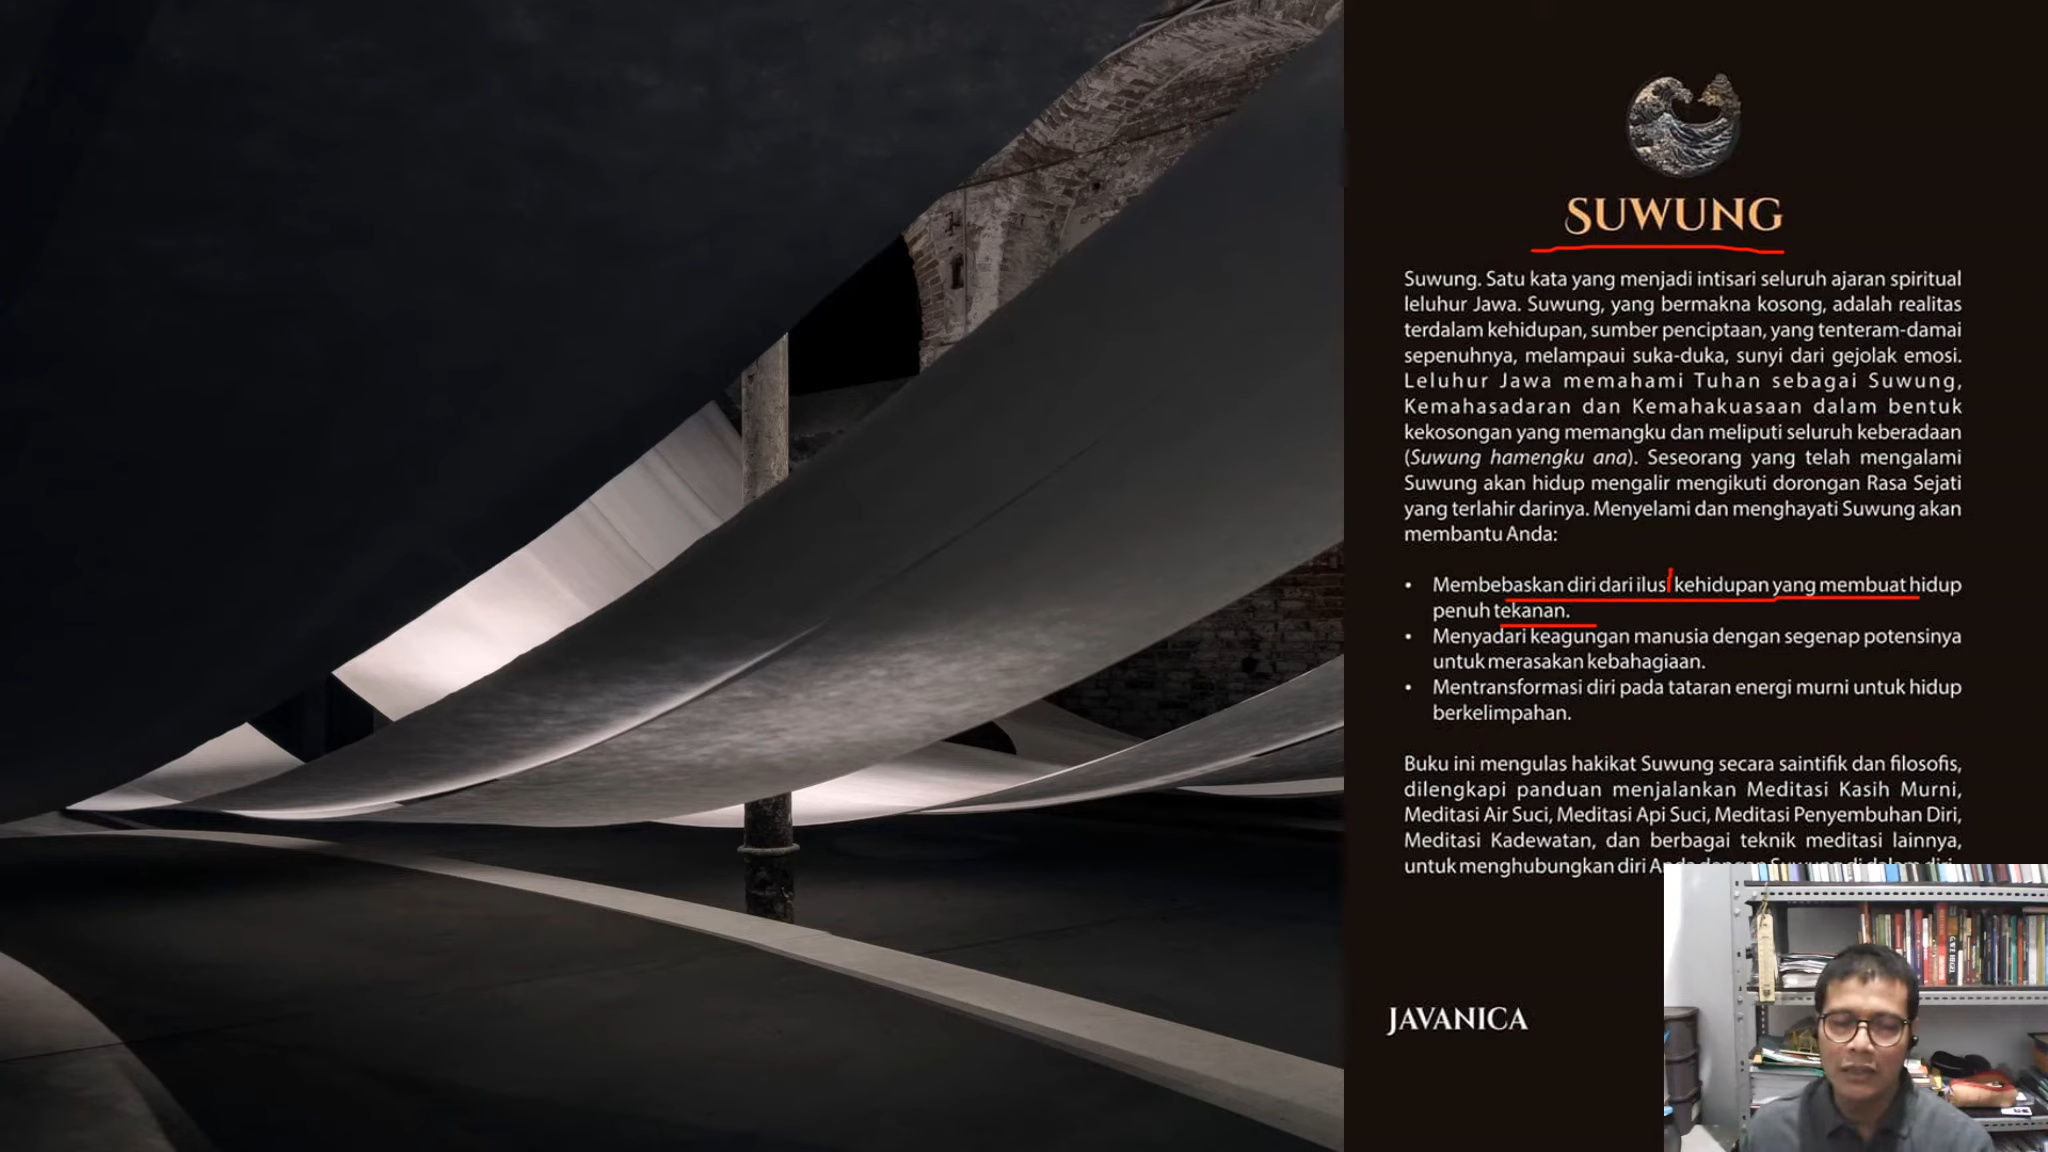 SUWUNG
Suwung. Satu kata yang menjadi intisari seluruh ajaran spiritual
leluhur Jawa. Suwung, yang bermakna kosong, adalah realitas
terdalam kehidupan, sumber penciptaan, yang tenteram-damai
sepenuhnya, melampaui suka-duka, sunyi dari gejolak emosi.
Leluhur Jawa memahami Tuhan sebagai Suwung,
Kemahasadaran dan Kemahakuasaan dalam bentuk
kekosongan yang memangku dan meliputi seluruh keberadaan
(Suwung hamengku ana). Seseorang yang telah mengalami
Suwung akan hidup mengalir mengikuti dorongan Rasa Sejati
yang terlahir darinya. Menyelami dan menghayati Suwung akan
membantu Anda:
• Membebaskan diri dari ilusi kehidupan yang membuat hidup
penuh tekanan.
• Menyadari keagungan manusia dengan segenap potensinya
untuk merasakan kebahagiaan.
• Mentransformasi diri pada tataran energi murni untuk hidup
berkelimpahan.
Buku ini mengulas hakikat Suwung secara saintifik dan filosofis,
dilengkapi panduan menjalankan Meditasi Kasih Murni,
Meditasi Air Suci, Meditasi Api Suci, Meditasi Penyembuhan Diri,
Meditasi Kadewatan, dan berbagai teknik meditasi lainnya,
untuk menghubungkan diri Anda dengan Suwung di dalam diri.
JAVANICA